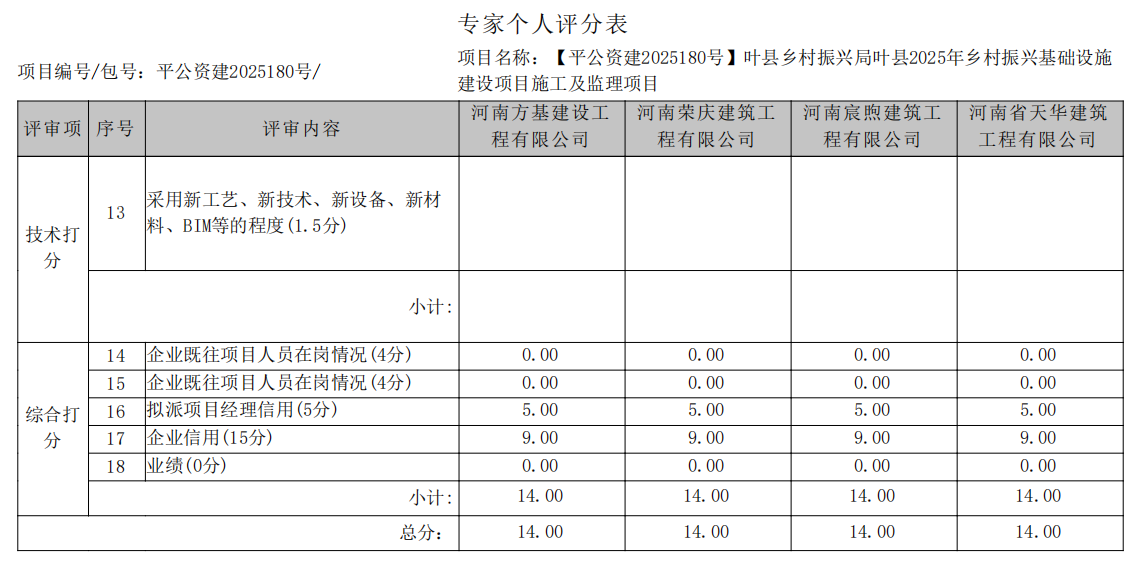 专家个人评分表
项目编号/包号: 平公资建2025180号/
项目名称: 【平公资建2025180号】叶县乡村振兴局叶县2025年乡村振兴基础设施
建设项目施工及监理项目
评审项 序号 评审内容 河南方基建设工程有限公司 河南荣庆建筑工程有限公司 河南宸煦建筑工程有限公司 河南省天华建筑工程有限公司
技术打分
13 采用新工艺、新技术、新设备、新材
料、BIM等的程度(1.5分)
小计:
综合打分
14 企业既往项目人员在岗情况(4分) 0.00 0.00 0.00 0.00
15 企业既往项目人员在岗情况(4分) 0.00 0.00 0.00 0.00
16 拟派项目经理信用(5分) 5.00 5.00 5.00 5.00
17 企业信用(15分) 9.00 9.00 9.00 9.00
18 业绩(0分) 0.00 0.00 0.00 0.00
小计: 14.00 14.00 14.00 14.00
总分: 14.00 14.00 14.00 14.00